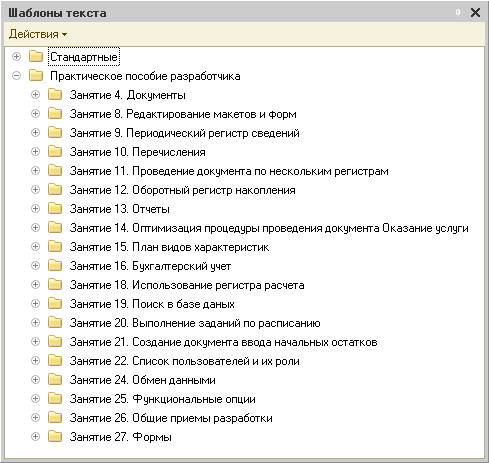 Шаблоны текста
Действия
Стандартные
Практическое пособие разработчика
Занятие 4. Документы
Занятие 8. Редактирование макетов и форм
Занятие 9. Периодический регистр сведений
Занятие 10. Перечисления
Занятие 11. Проведение документа по нескольким регистрам
Занятие 12. Оборотный регистр накопления
Занятие 13. Отчеты
Занятие 14. Оптимизация процедуры проведения документа Оказание услуги
Занятие 15. План видов характеристик
Занятие 16. Бухгалтерский учет
Занятие 18. Использование регистра расчета
Занятие 19. Поиск в базе даных
Занятие 20. Выполнение заданий по расписанию
Занятие 21. Создание документа ввода начальных остатков
Занятие 22. Список пользователей и их роли
Занятие 24. Обмен данными
Занятие 25. Функциональные опции
Занятие 26. Общие приемы разработки
Занятие 27. Формы